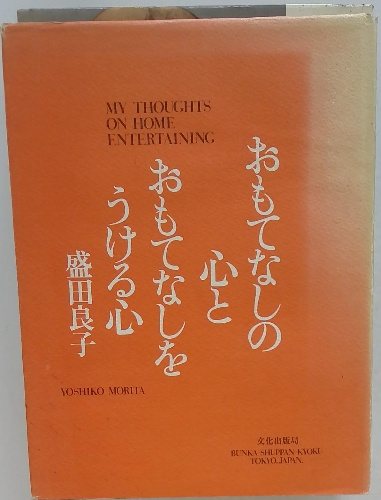 MY THOUGHTS
ON HOME
ENTERTAINING
おもてなしの
心と
おもてなしを
うける心
盛田良子
YOSHIKO MORITA
文化出版局
BUNKA SHUPPAN KYOKU
TOKYO, JAPAN.